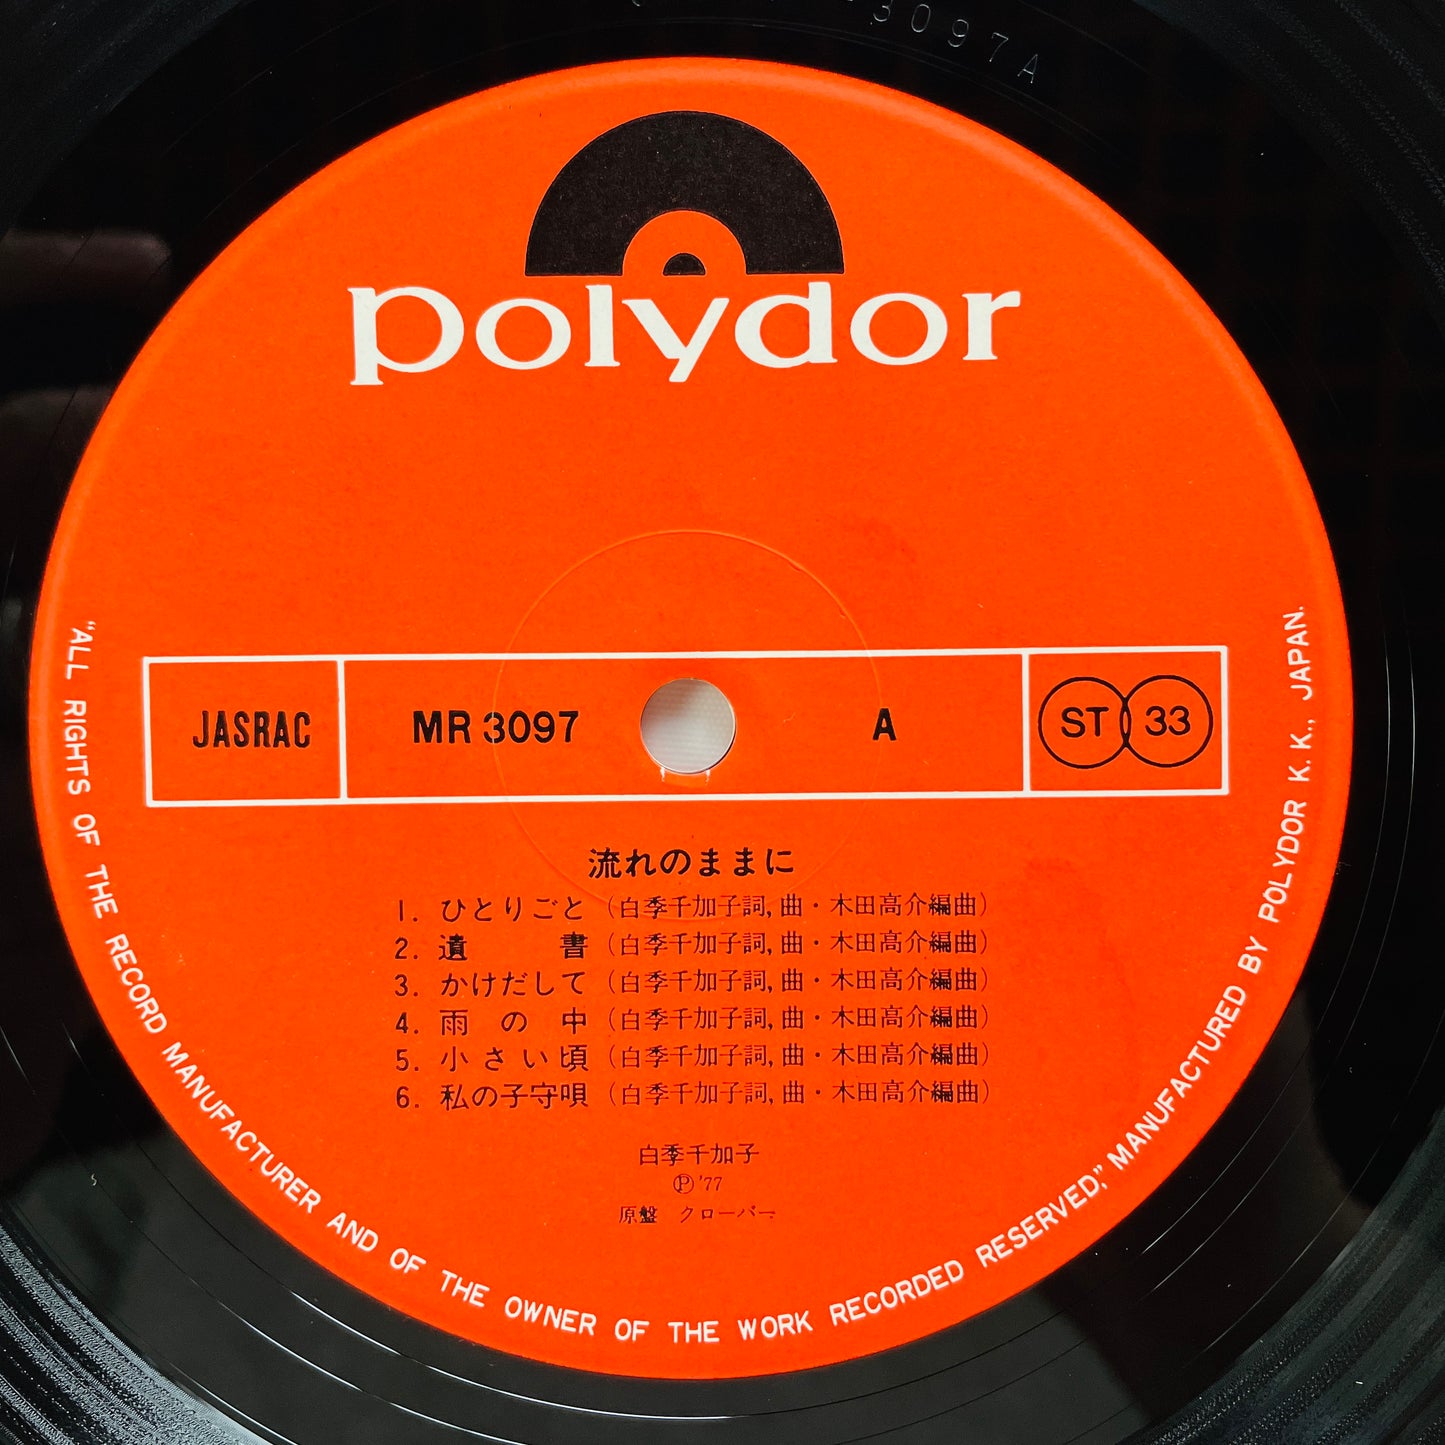 3097A
polydor
JASRAC
MR 3097
A
ST 33
流れのままに
1. ひとりごと (白季千加子詞, 曲・木田高介編曲)
2. 遺書 (白季千加子詞, 曲・木田高介編曲)
3. かけだして (白季千加子詞, 曲・木田高介編曲)
4. 雨の中 (白季千加子詞, 曲・木田高介編曲)
5. 小さい頃 (白季千加子詞, 曲・木田高介編曲)
6. 私の子守唄 (白季千加子詞, 曲・木田高介編曲)
白季千加子
Ⓟ '77
原盤 クローバー
"ALL RIGHTS OF THE RECORD MANUFACTURER AND OF THE OWNER OF THE WORK RECORDED RESERVED," MANUFACTURED BY POLYDOR K. K., JAPAN.